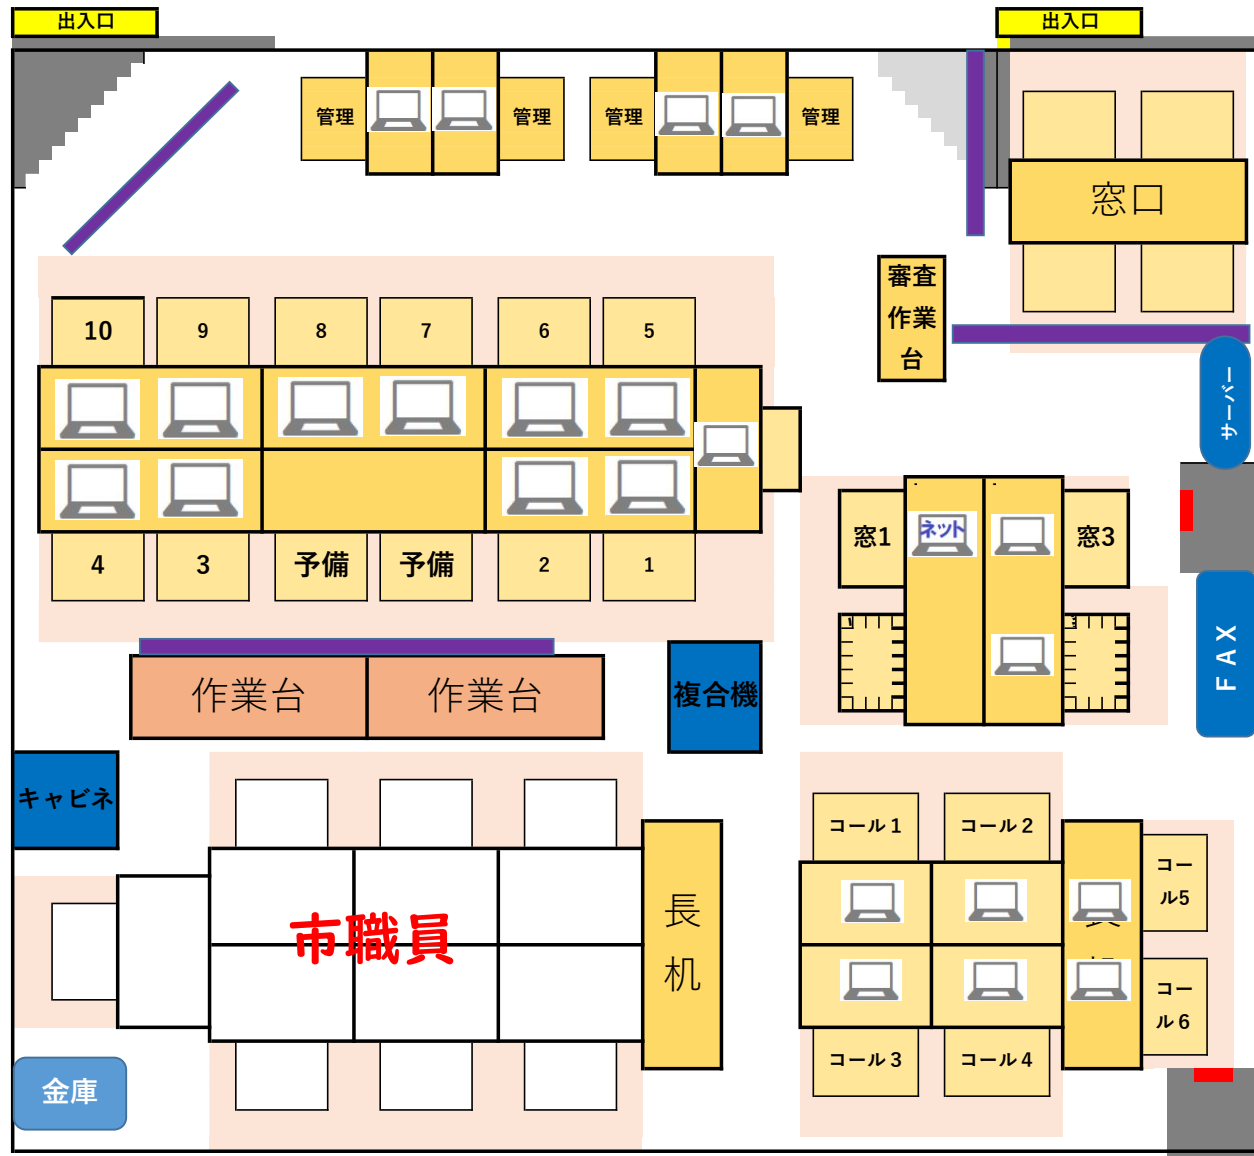 出入口
出入口
管理
管理
管理
管理
窓口
審査
作業
台
10
9
8
7
6
5
サーバー
4
3
予備
予備
2
1
窓1
ネット
窓3
作業台
作業台
複合機
FAX
キャビネ
コール1
コール2
市職員
長
机
コー
ル5
コー
ル6
コール3
コール4
金庫